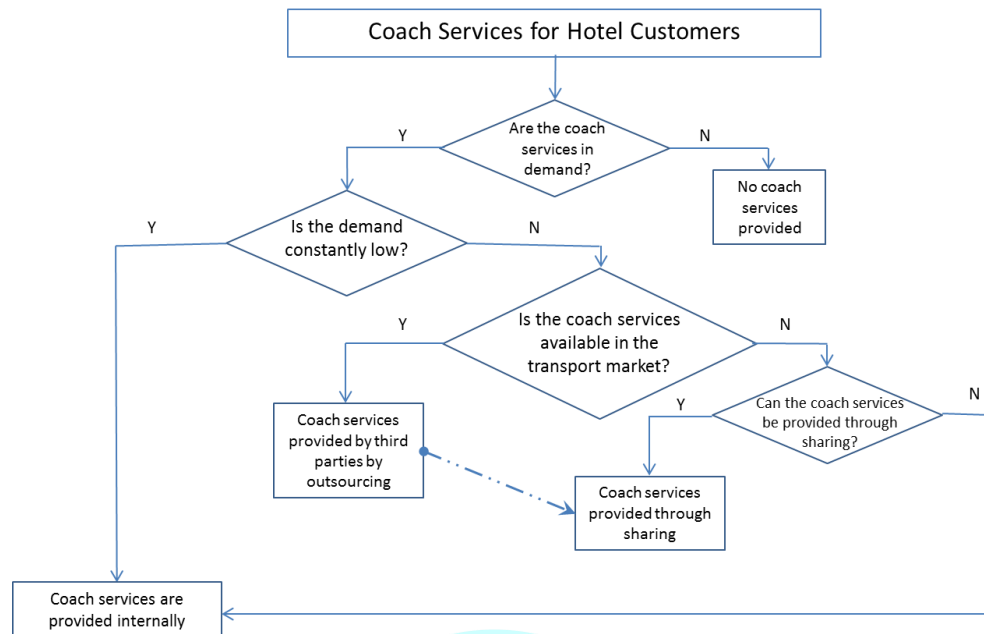 Coach Services for Hotel Customers
Y
Are the coach
services in
demand?
N
No coach
services
provided
Y
Is the demand
constantly low?
N
Y
Is the coach services
available in the
transport market?
N
Coach services
provided by third
parties by
outsourcing
Y
Can the coach services
be provided through
sharing?
N
Coach services
provided through
sharing
Coach services are
provided internally